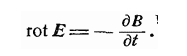 rot E = − ∂B/∂t.